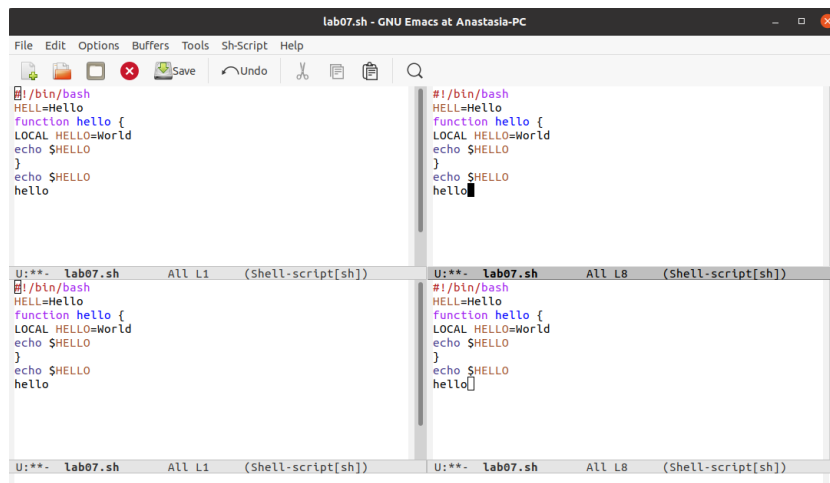 lab07.sh - GNU Emacs at Anastasia-PC
File Edit Options Buffers Tools Sh-Script Help
Save Undo
#!/bin/bash
HELL=Hello
function hello {
LOCAL HELLO=World
echo $HELLO
}
echo $HELLO
hello
U:**- lab07.sh All L1 (Shell-script[sh])
#!/bin/bash
HELL=Hello
function hello {
LOCAL HELLO=World
echo $HELLO
}
echo $HELLO
hello
U:**- lab07.sh All L8 (Shell-script[sh])
#!/bin/bash
HELL=Hello
function hello {
LOCAL HELLO=World
echo $HELLO
}
echo $HELLO
hello
U:**- lab07.sh All L1 (Shell-script[sh])
#!/bin/bash
HELL=Hello
function hello {
LOCAL HELLO=World
echo $HELLO
}
echo $HELLO
hello
U:**- lab07.sh All L8 (Shell-script[sh])